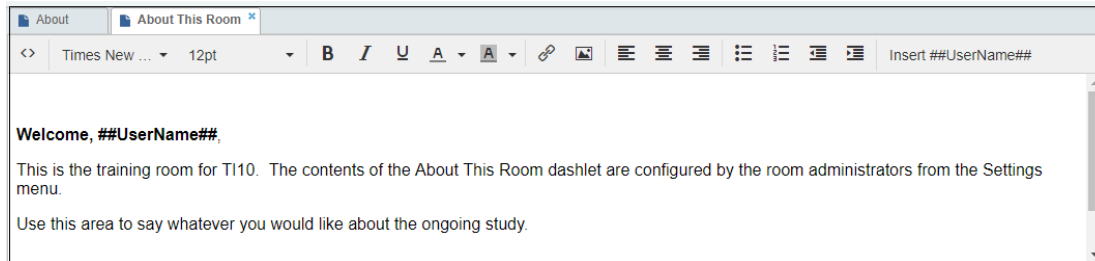 About About This Room ×
<> Times New ... 12pt B I U A A Insert ##UserName##
Welcome, ##UserName##,
This is the training room for TI10.  The contents of the About This Room dashlet are configured by the room administrators from the Settings
menu.
Use this area to say whatever you would like about the ongoing study.